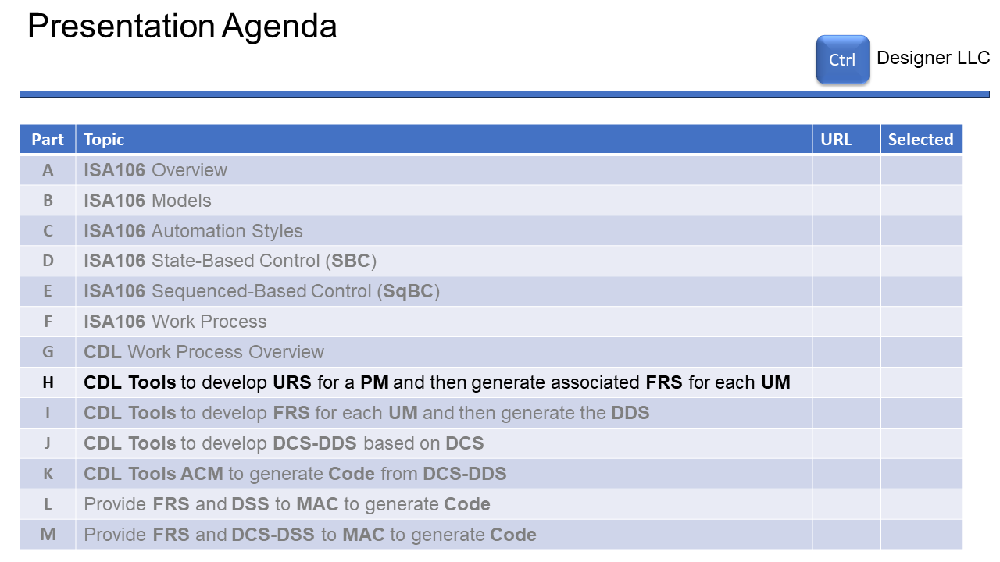 Presentation Agenda
Ctrl Designer LLC
Part Topic URL Selected
A ISA106 Overview
B ISA106 Models
C ISA106 Automation Styles
D ISA106 State-Based Control (SBC)
E ISA106 Sequenced-Based Control (SqBC)
F ISA106 Work Process
G CDL Work Process Overview
H CDL Tools to develop URS for a PM and then generate associated FRS for each UM
I CDL Tools to develop FRS for each UM and then generate the DDS
J CDL Tools to develop DCS-DDS based on DCS
K CDL Tools ACM to generate Code from DCS-DDS
L Provide FRS and DSS to MAC to generate Code
M Provide FRS and DCS-DSS to MAC to generate Code